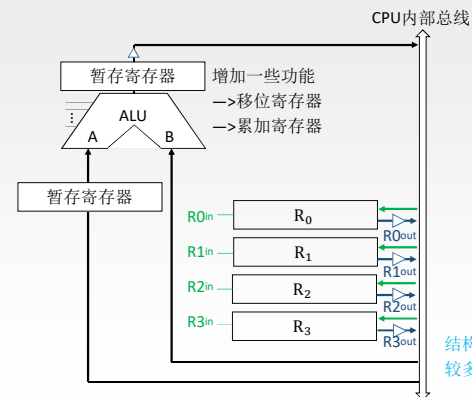 CPU内部总线
暂存寄存器
增加一些功能
—>移位寄存器
—>累加寄存器
ALU
A
B
暂存寄存器
R0in
R₀
R0out
R1in
R₁
R1out
R2in
R₂
R2out
R3in
R₃
R3out
结构
较多